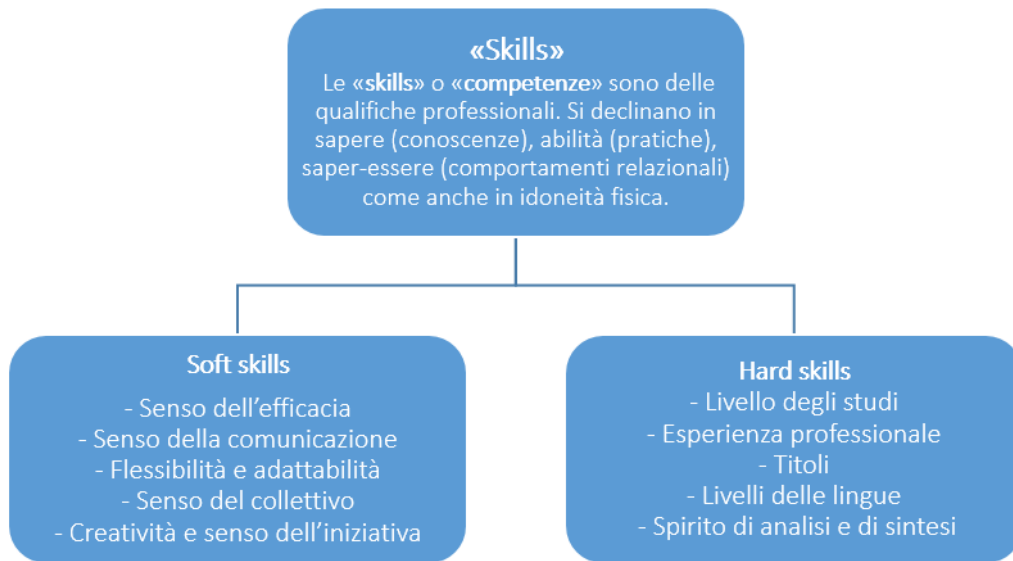 «Skills»
Le «skills» o «competenze» sono delle
qualifiche professionali. Si declinano in
sapere (conoscenze), abilità (pratiche),
saper-essere (comportamenti relazionali)
come anche in idoneità fisica.
Soft skills
- Senso dell’efficacia
- Senso della comunicazione
- Flessibilità e adattabilità
- Senso del collettivo
- Creatività e senso dell’iniziativa
Hard skills
- Livello degli studi
- Esperienza professionale
- Titoli
- Livelli delle lingue
- Spirito di analisi e di sintesi